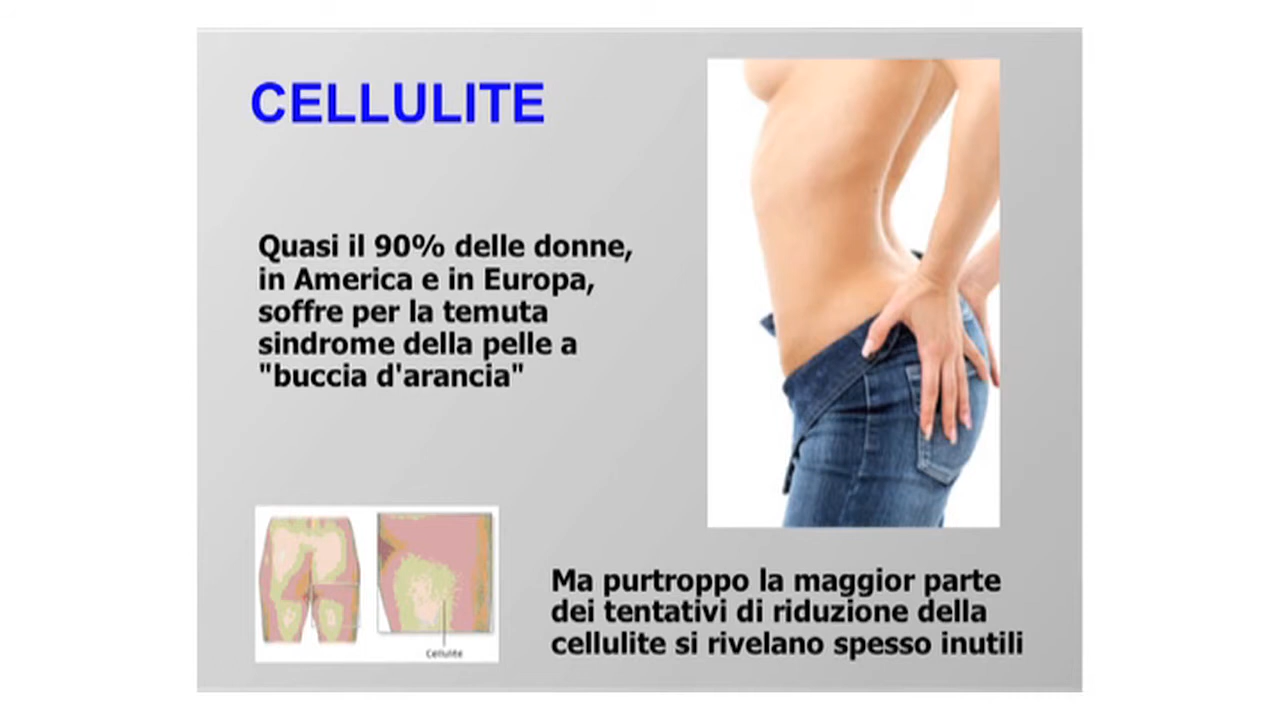 CELLULITE
Quasi il 90% delle donne,
in America e in Europa,
soffre per la temuta
sindrome della pelle a
"buccia d'arancia"
Cellulite
Ma purtroppo la maggior parte
dei tentativi di riduzione della
cellulite si rivelano spesso inutili